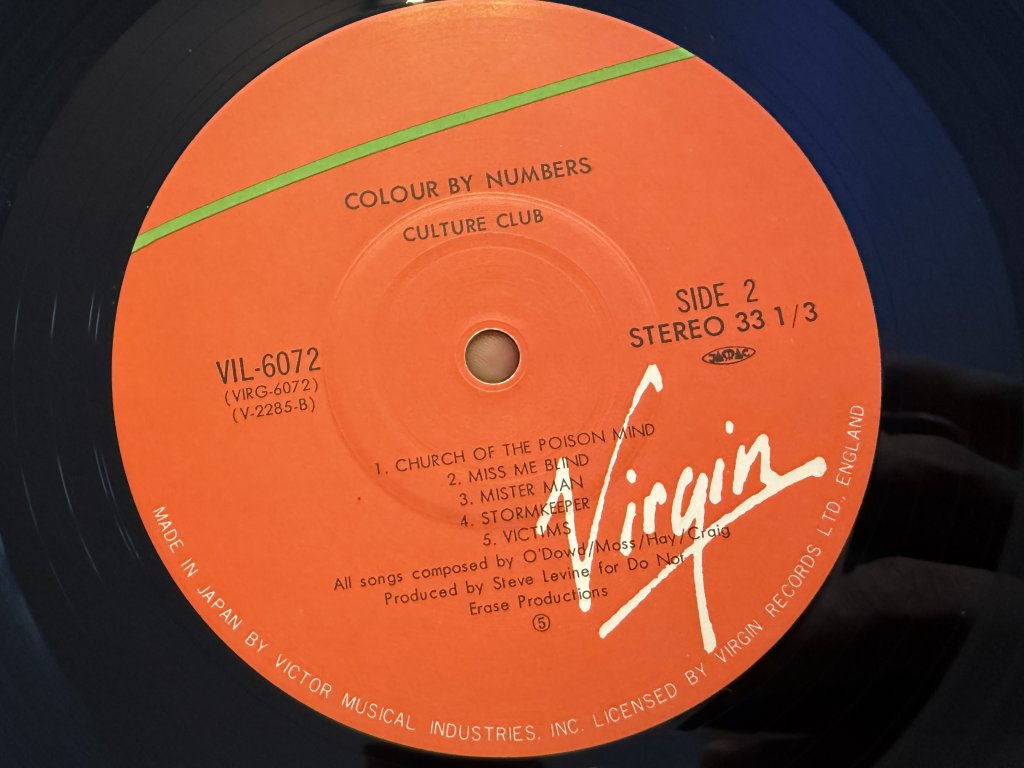 COLOUR BY NUMBERS
CULTURE CLUB
SIDE 2
STEREO 33 1/3
JASRAC
VIL-6072
(VIRG-6072)
(V-2285-B)
1. CHURCH OF THE POISON MIND
2. MISS ME BLIND
3. MISTER MAN
4. STORMKEEPER
5. VICTIMS
All songs composed by O'Dowd/Moss/Hay/Craig
Produced by Steve Levine for Do Not
Erase Productions
⑤
Virgin
MADE IN JAPAN BY VICTOR MUSICAL INDUSTRIES, INC. LICENSED BY VIRGIN RECORDS LTD., ENGLAND